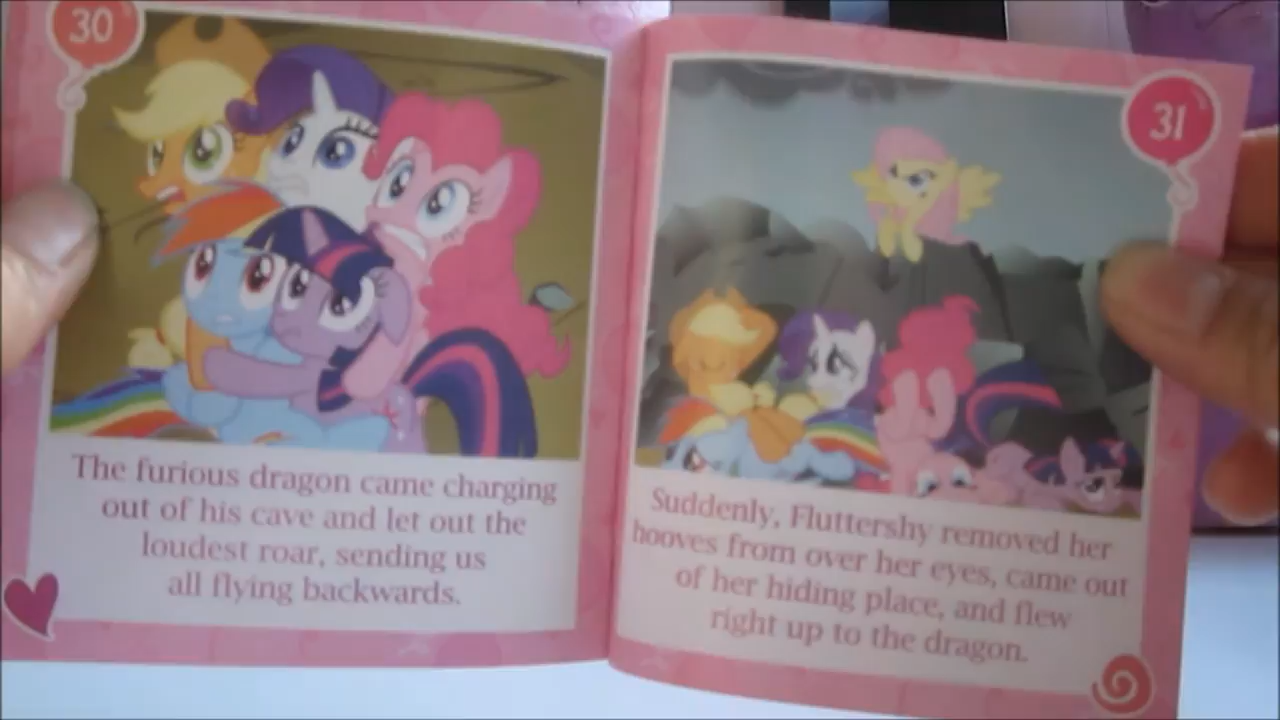 30
The furious dragon came charging
out of his cave and let out the
loudest roar, sending us
all flying backwards.
31
Suddenly, Fluttershy removed her
hooves from over her eyes, came out
of her hiding place, and flew
right up to the dragon.